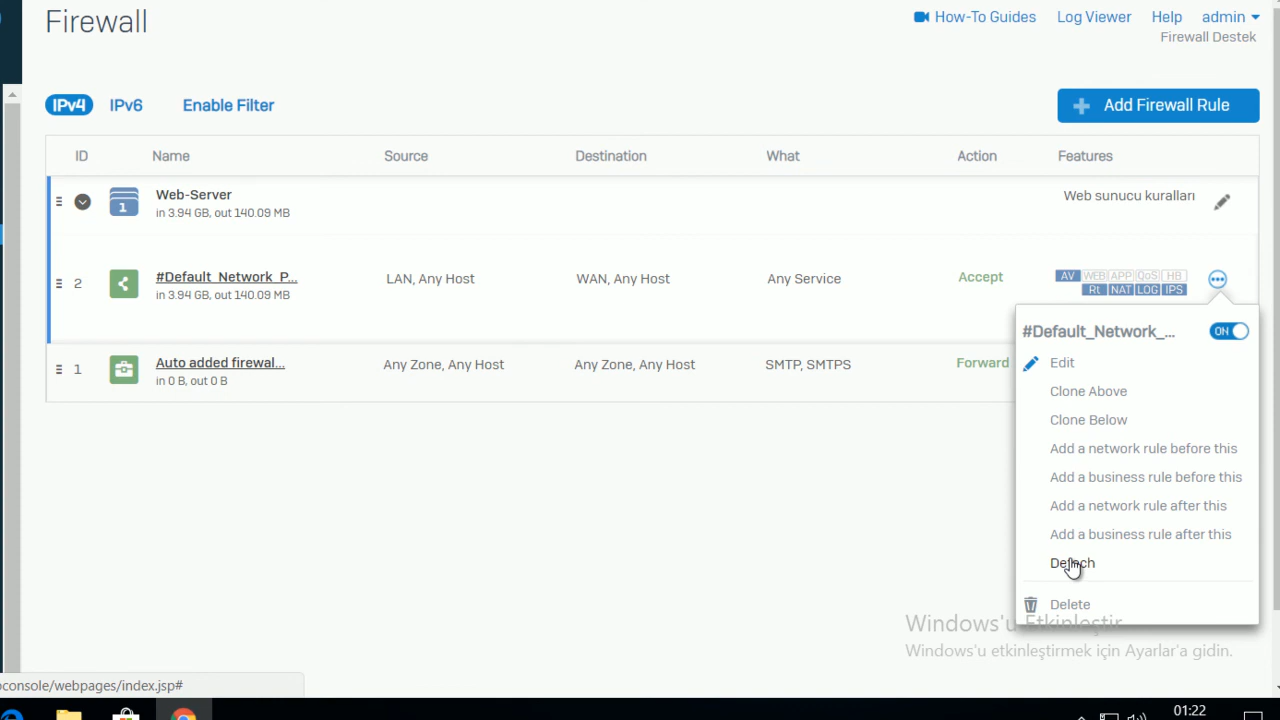 Firewall
How-To Guides Log Viewer Help admin
Firewall Destek
IPv4 IPv6 Enable Filter
Add Firewall Rule
ID Name Source Destination What Action Features
Web-Server
in 3.94 GB, out 140.09 MB
1
Web sunucu kuralları
2 #Default_Network_P... LAN, Any Host WAN, Any Host Any Service Accept
in 3.94 GB, out 140.09 MB
AV WEB APP QoS HB
Rt NAT LOG IPS
#Default_Network_... ON
1 Auto added firewal... Any Zone, Any Host Any Zone, Any Host SMTP, SMTPS Forward
in 0 B, out 0 B
Edit
Clone Above
Clone Below
Add a network rule before this
Add a business rule before this
Add a network rule after this
Add a business rule after this
Detach
Delete
Windows'u Etkinleştir
Windows'u etkinleştirmek için Ayarlar'a gidin.
console/webpages/index.jsp#
01:22